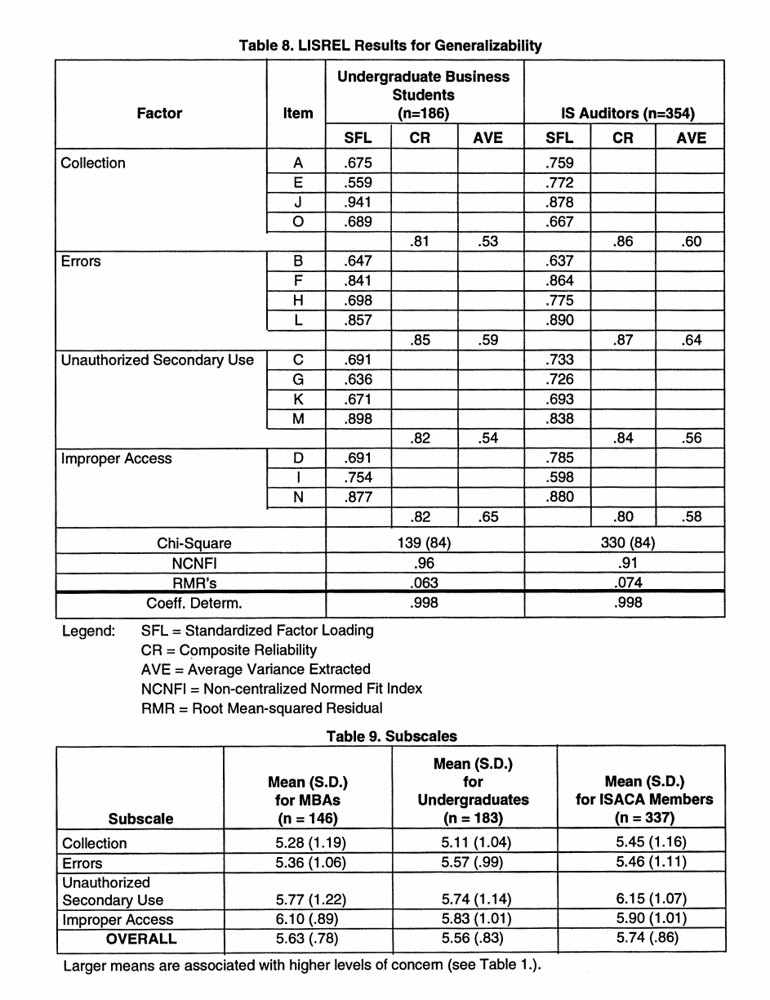 Table 8. LISREL Results for Generalizability
Factor Item Undergraduate Business Students (n=186) IS Auditors (n=354)
SFL CR AVE SFL CR AVE
Collection A .675 .759
E .559 .772
J .941 .878
O .689 .667
.81 .53 .86 .60
Errors B .647 .637
F .841 .864
H .698 .775
L .857 .890
.85 .59 .87 .64
Unauthorized Secondary Use C .691 .733
G .636 .726
K .671 .693
M .898 .838
.82 .54 .84 .56
Improper Access D .691 .785
I .754 .598
N .877 .880
.82 .65 .80 .58
Chi-Square 139 (84) 330 (84)
NCNFI .96 .91
RMR's .063 .074
Coeff. Determ. .998 .998
Legend: SFL = Standardized Factor Loading
CR = Composite Reliability
AVE = Average Variance Extracted
NCNFI = Non-centralized Normed Fit Index
RMR = Root Mean-squared Residual
Table 9. Subscales
Subscale Mean (S.D.) for MBAs (n = 146) Mean (S.D.) for Undergraduates (n = 183) Mean (S.D.) for ISACA Members (n = 337)
Collection 5.28 (1.19) 5.11 (1.04) 5.45 (1.16)
Errors 5.36 (1.06) 5.57 (.99) 5.46 (1.11)
Unauthorized
Secondary Use 5.77 (1.22) 5.74 (1.14) 6.15 (1.07)
Improper Access 6.10 (.89) 5.83 (1.01) 5.90 (1.01)
OVERALL 5.63 (.78) 5.56 (.83) 5.74 (.86)
Larger means are associated with higher levels of concern (see Table 1.).